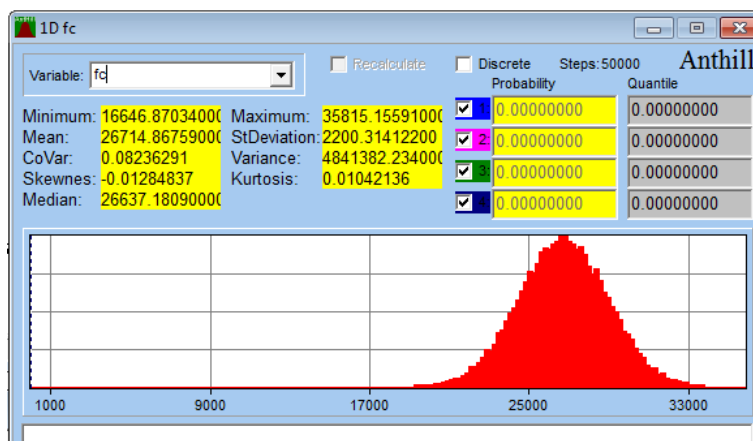 1D fc
Variable: fc
Recalculate
Discrete Steps:50000 Anthill
Probability Quantile
Minimum: 16646.87034000 Maximum: 35815.15591000 1: 0.00000000 0.00000000
Mean: 26714.86759000 StDeviation: 2200.31412200 2: 0.00000000 0.00000000
CoVar: 0.08236291 Variance: 4841382.234000 3: 0.00000000 0.00000000
Skewnes: -0.01284837 Kurtosis: 0.01042136 4: 0.00000000 0.00000000
Median: 26637.18090000
1000 9000 17000 25000 33000